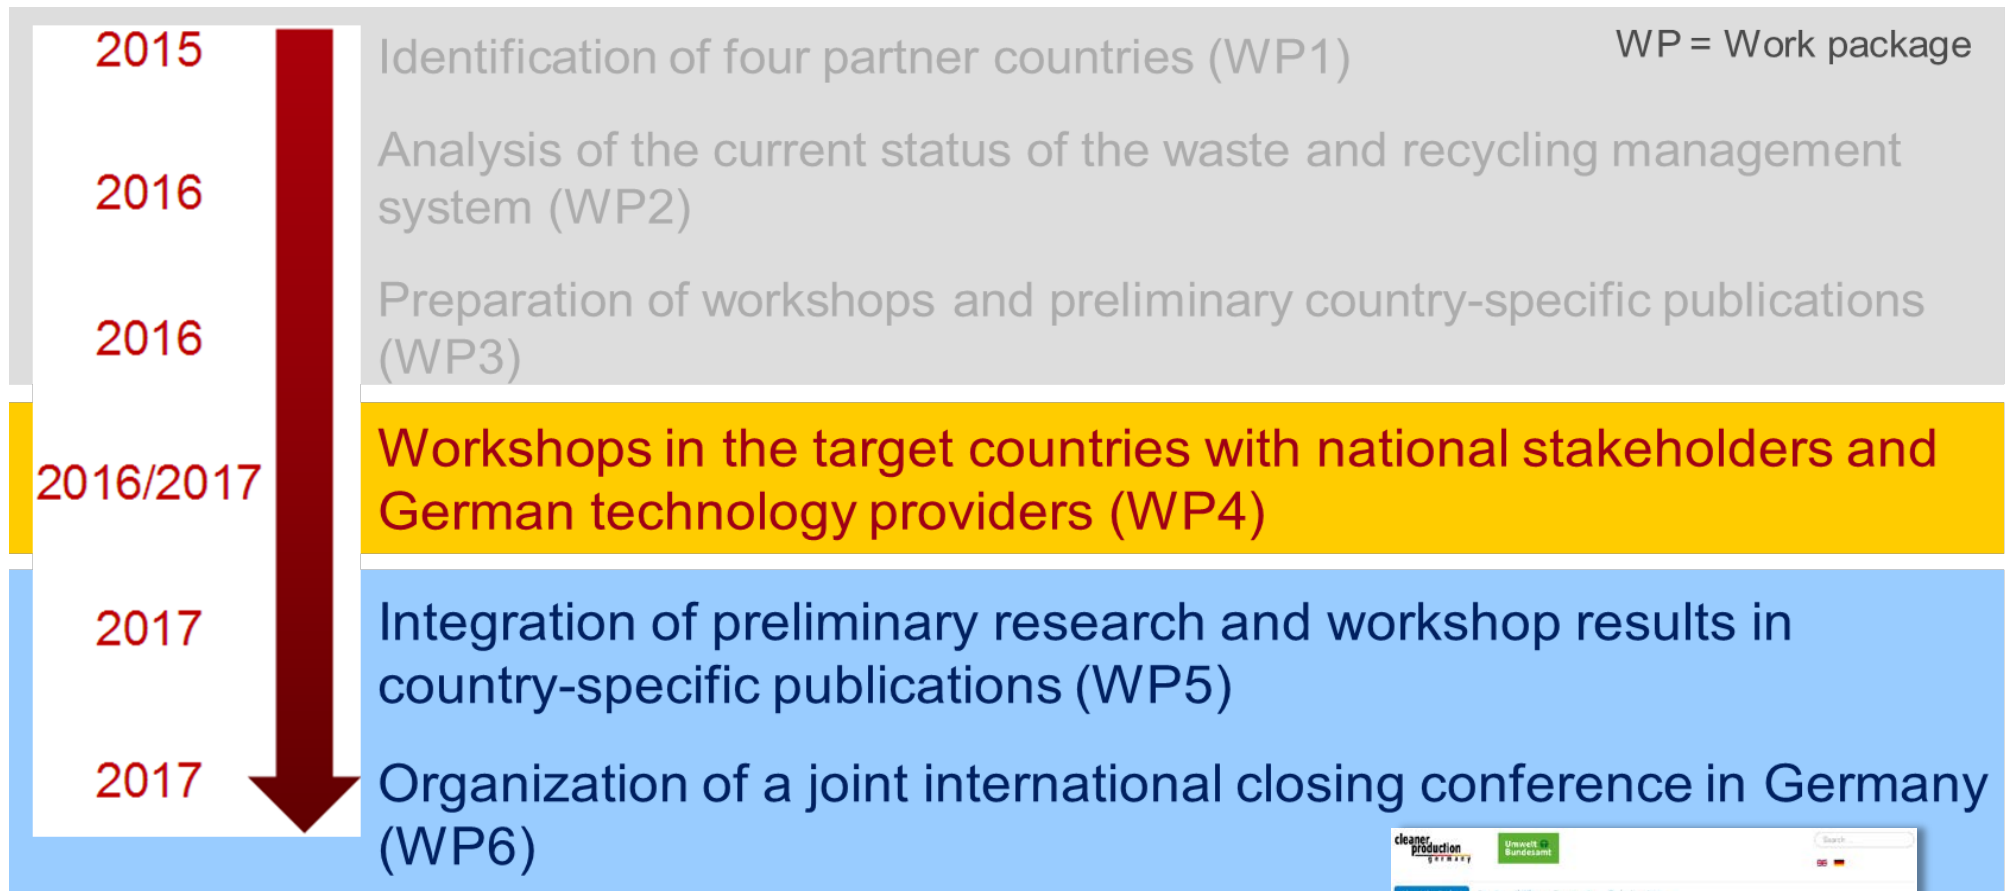 2015
Identification of four partner countries (WP1)
WP = Work package
2016
Analysis of the current status of the waste and recycling management
system (WP2)
2016
Preparation of workshops and preliminary country-specific publications
(WP3)
2016/2017
Workshops in the target countries with national stakeholders and
German technology providers (WP4)
2017
Integration of preliminary research and workshop results in
country-specific publications (WP5)
2017
Organization of a joint international closing conference in Germany
(WP6)
cleaner
production
germany
Umwelt
Bundesamt
Search ...